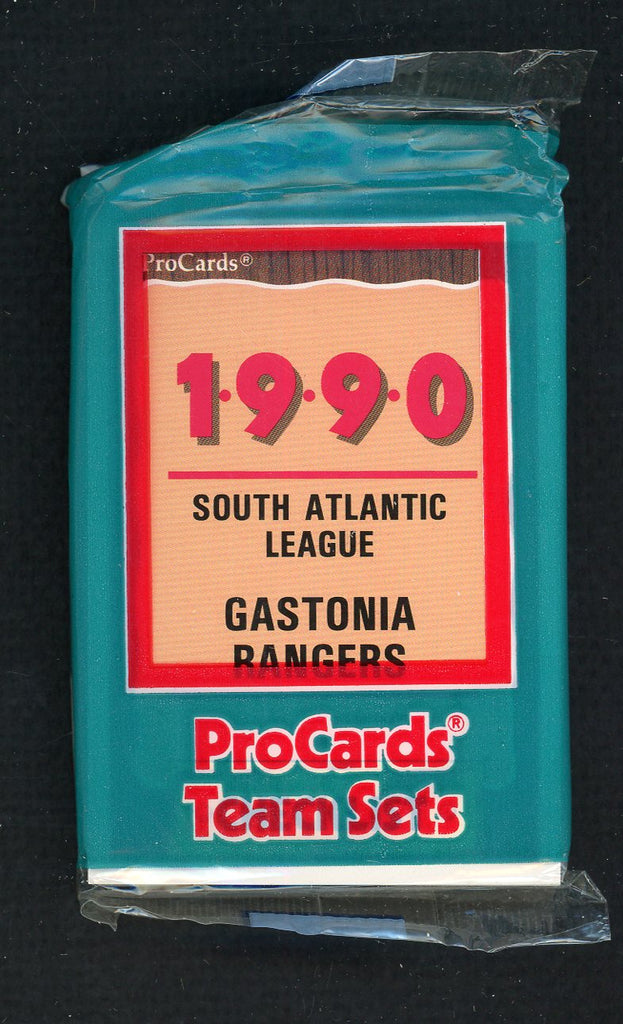 ProCards®
1·9·9·0
SOUTH ATLANTIC
LEAGUE
GASTONIA
RANGERS
ProCards®
Team Sets